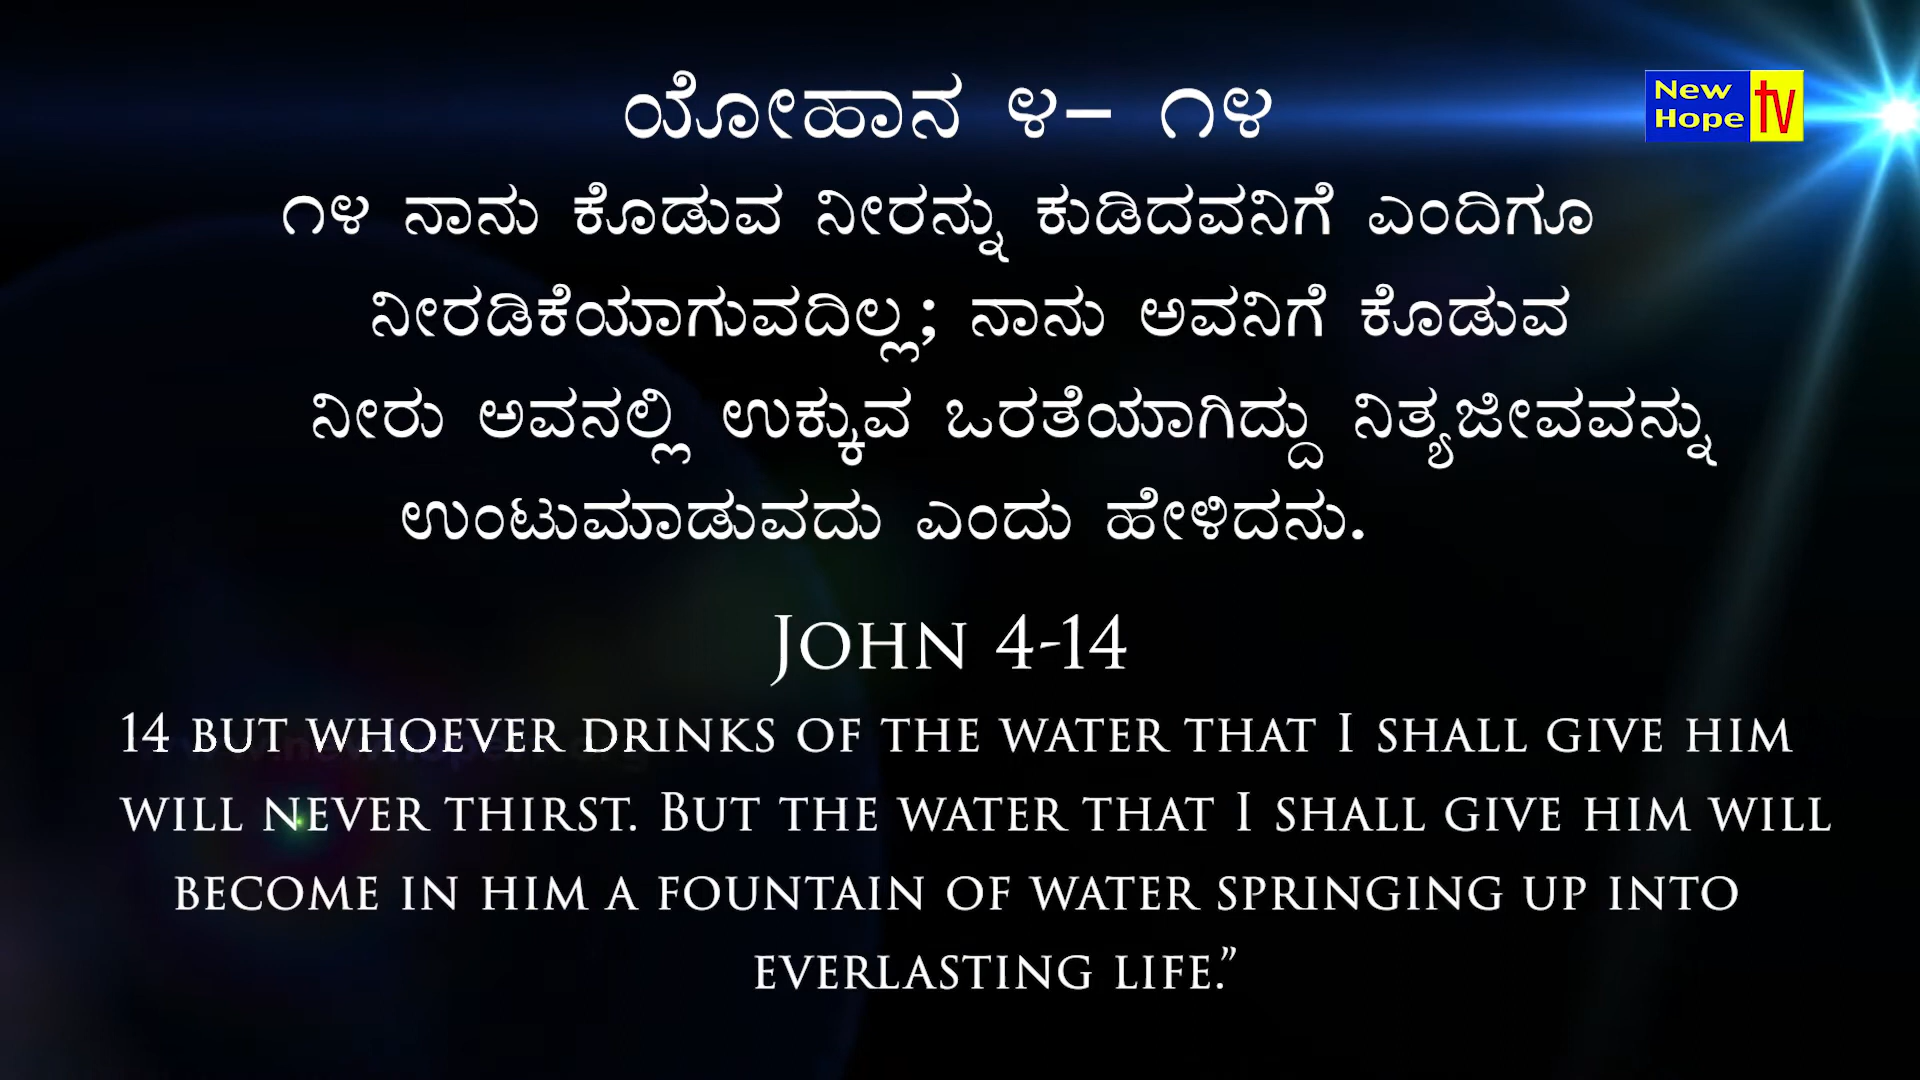 ಯೋಹಾನ ೪– ೧೪
New
Hope
tv
೧೪ ನಾನು ಕೊಡುವ ನೀರನ್ನು ಕುಡಿದವನಿಗೆ ಎಂದಿಗೂ
ನೀರಡಿಕೆಯಾಗುವದಿಲ್ಲ; ನಾನು ಅವನಿಗೆ ಕೊಡುವ
ನೀರು ಅವನಲ್ಲಿ ಉಕ್ಕುವ ಒರತೆಯಾಗಿದ್ದು ನಿತ್ಯಜೀವವನ್ನು
ಉಂಟುಮಾಡುವದು ಎಂದು ಹೇಳಿದನು.
John 4-14
14 but whoever drinks of the water that I shall give him
will never thirst. But the water that I shall give him will
become in him a fountain of water springing up into
everlasting life.”